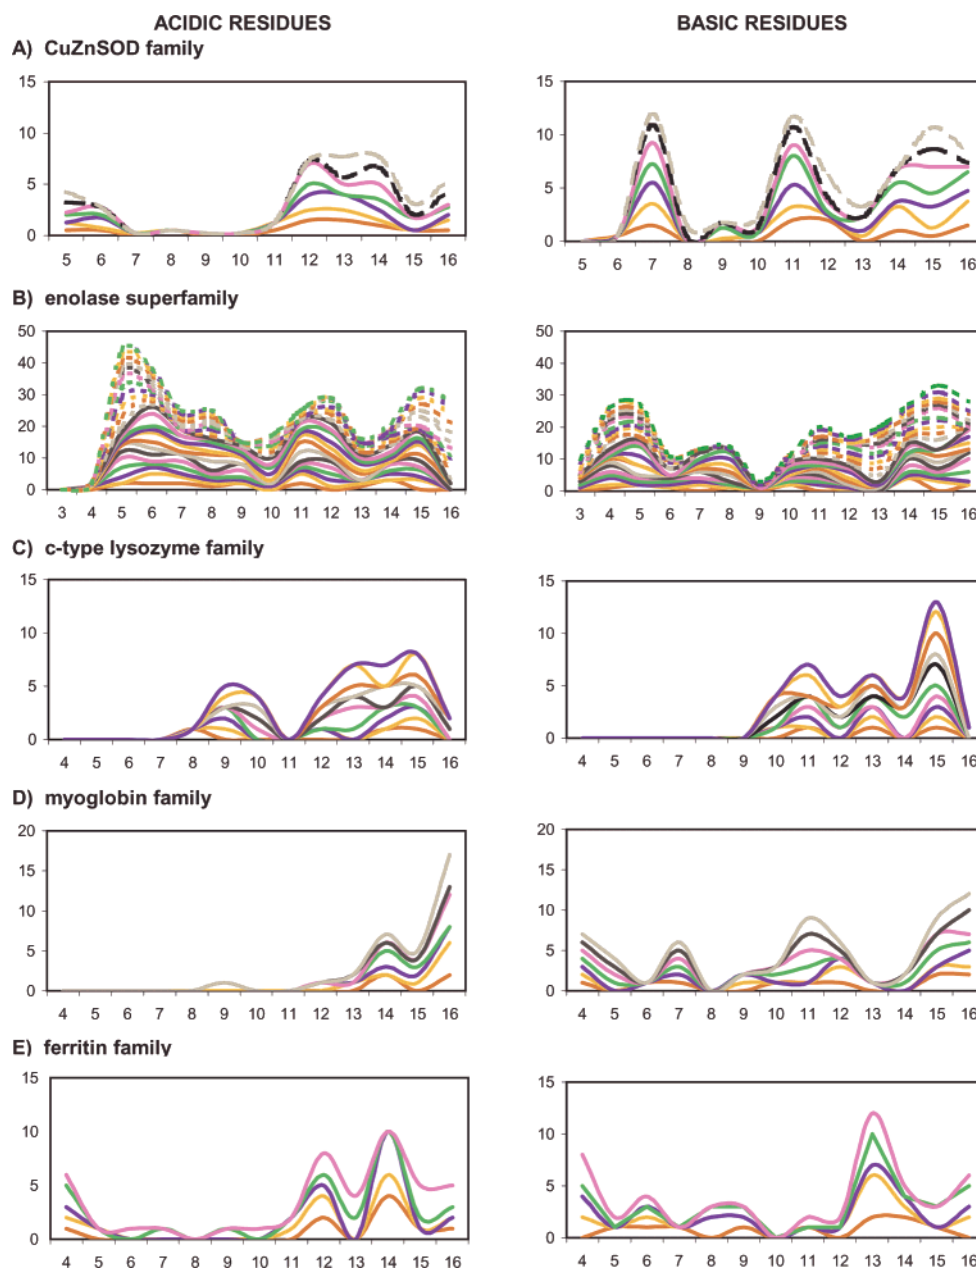 ACIDIC RESIDUES BASIC RESIDUES
A) CuZnSOD family
15 15
10 10
5 5
0 0
5 6 7 8 9 10 11 12 13 14 15 16 5 6 7 8 9 10 11 12 13 14 15 16
B) enolase superfamily
50 50
40 40
30 30
20 20
10 10
0 0
3 4 5 6 7 8 9 10 11 12 13 14 15 16 3 4 5 6 7 8 9 10 11 12 13 14 15 16
C) c-type lysozyme family
15 15
10 10
5 5
0 0
4 5 6 7 8 9 10 11 12 13 14 15 16 4 5 6 7 8 9 10 11 12 13 14 15 16
D) myoglobin family
20 20
15 15
10 10
5 5
0 0
4 5 6 7 8 9 10 11 12 13 14 15 16 4 5 6 7 8 9 10 11 12 13 14 15 16
E) ferritin family
15 15
10 10
5 5
0 0
4 5 6 7 8 9 10 11 12 13 14 15 16 4 5 6 7 8 9 10 11 12 13 14 15 16